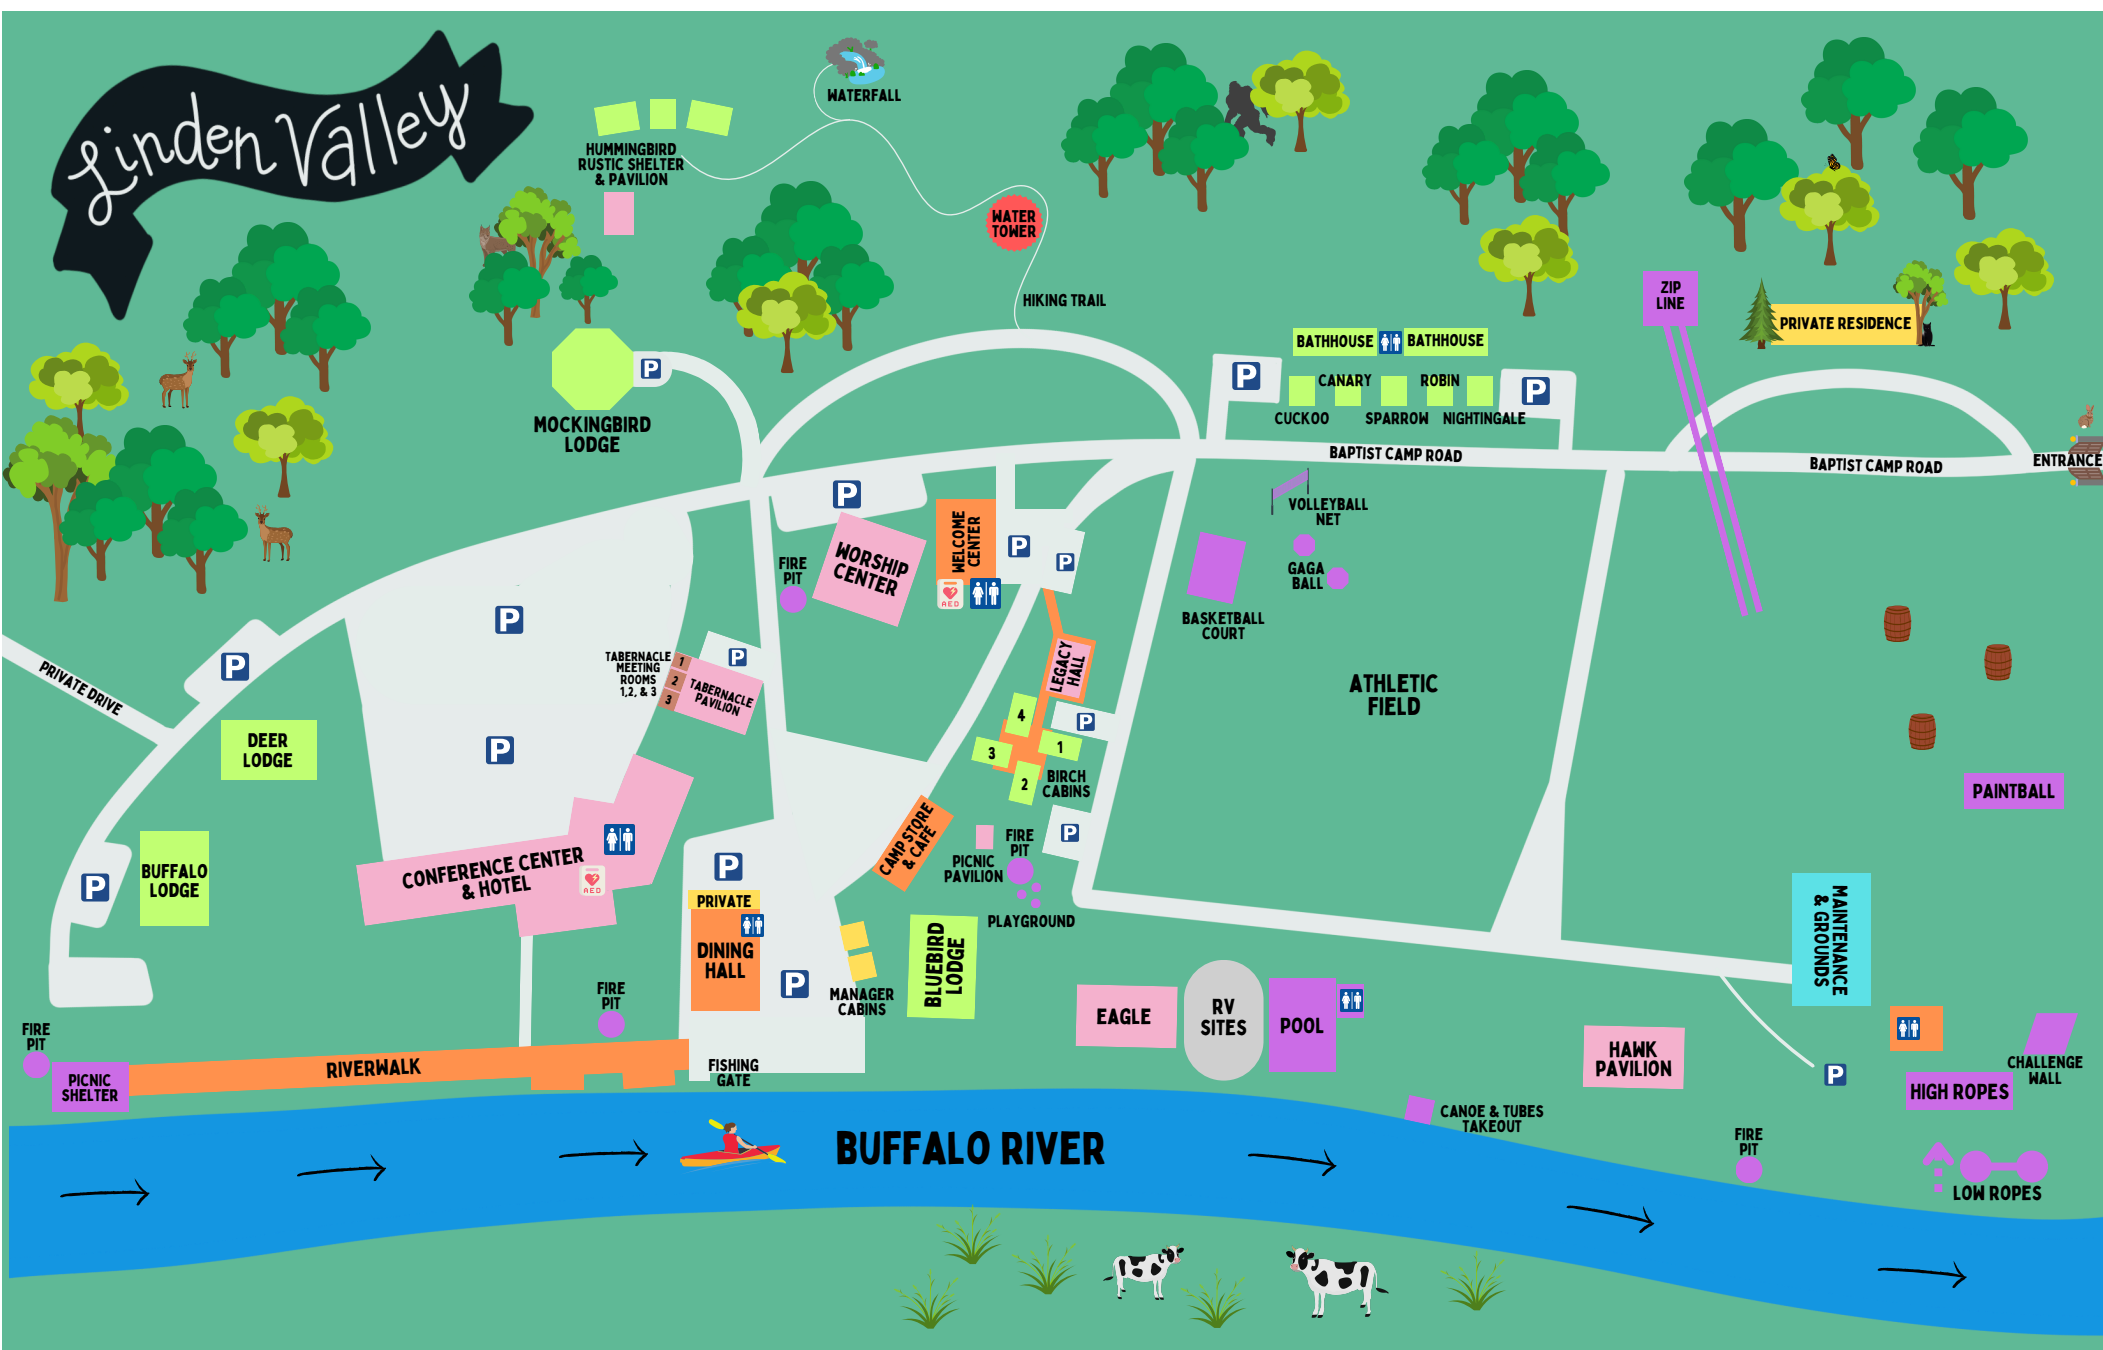 Linden Valley
WATERFALL
HUMMINGBIRD
RUSTIC SHELTER
& PAVILION
WATER
TOWER
HIKING TRAIL
ZIP
LINE
PRIVATE RESIDENCE
BATHHOUSE
BATHHOUSE
P
P
P
CANARY
ROBIN
CUCKOO
SPARROW
NIGHTINGALE
MOCKINGBIRD
LODGE
BAPTIST CAMP ROAD
BAPTIST CAMP ROAD
ENTRANCE
P
WORSHIP
CENTER
WELCOME
CENTER
P
P
AED
FIRE
PIT
VOLLEYBALL
NET
GAGA
BALL
BASKETBALL
COURT
P
P
PRIVATE DRIVE
TABERNACLE
MEETING
ROOMS
1,2, & 3
1
2
3
TABERNACLE
PAVILION
P
LEGACY
HALL
ATHLETIC
FIELD
4
P
3
1
2
BIRCH
CABINS
DEER
LODGE
P
PAINTBALL
BUFFALO
LODGE
P
CONFERENCE CENTER
& HOTEL
AED
P
PRIVATE
DINING
HALL
CAMP STORE
& CAFE
PICNIC
PAVILION
FIRE
PIT
P
PLAYGROUND
MAINTENANCE
& GROUNDS
P
MANAGER
CABINS
BLUEBIRD
LODGE
EAGLE
RV
SITES
POOL
HAWK
PAVILION
P
CHALLENGE
WALL
HIGH ROPES
FIRE
PIT
FIRE
PIT
PICNIC
SHELTER
RIVERWALK
FISHING
GATE
CANOE & TUBES
TAKEOUT
BUFFALO RIVER
FIRE
PIT
LOW ROPES